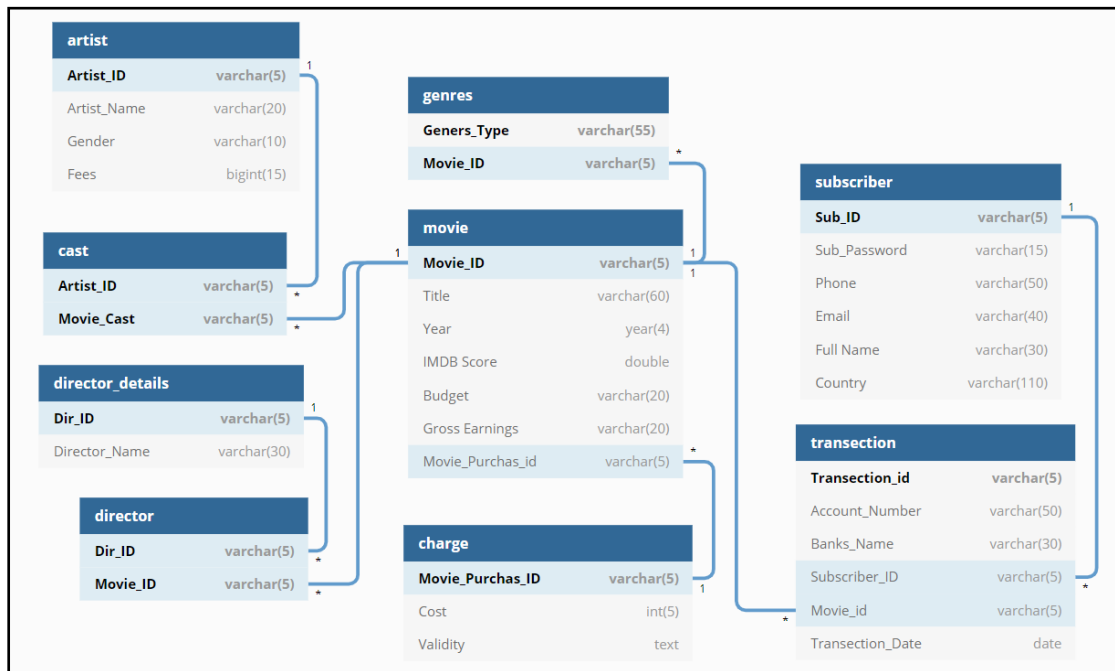 artist
Artist_ID varchar(5)
Artist_Name varchar(20)
Gender varchar(10)
Fees bigint(15)
1
cast
Artist_ID varchar(5)
*
Movie_Cast varchar(5)
*
director_details
Dir_ID varchar(5)
1
Director_Name varchar(30)
director
Dir_ID varchar(5)
*
Movie_ID varchar(5)
*
genres
Geners_Type varchar(55)
Movie_ID varchar(5)
*
movie
1
Movie_ID varchar(5)
1
1
Title varchar(60)
Year year(4)
IMDB Score double
Budget varchar(20)
Gross Earnings varchar(20)
Movie_Purchas_id varchar(5)
*
charge
Movie_Purchas_ID varchar(5)
1
Cost int(5)
Validity text
subscriber
Sub_ID varchar(5)
1
Sub_Password varchar(15)
Phone varchar(50)
Email varchar(40)
Full Name varchar(30)
Country varchar(110)
transection
Transection_id varchar(5)
Account_Number varchar(50)
Banks_Name varchar(30)
Subscriber_ID varchar(5)
*
Movie_id varchar(5)
*
Transection_Date date